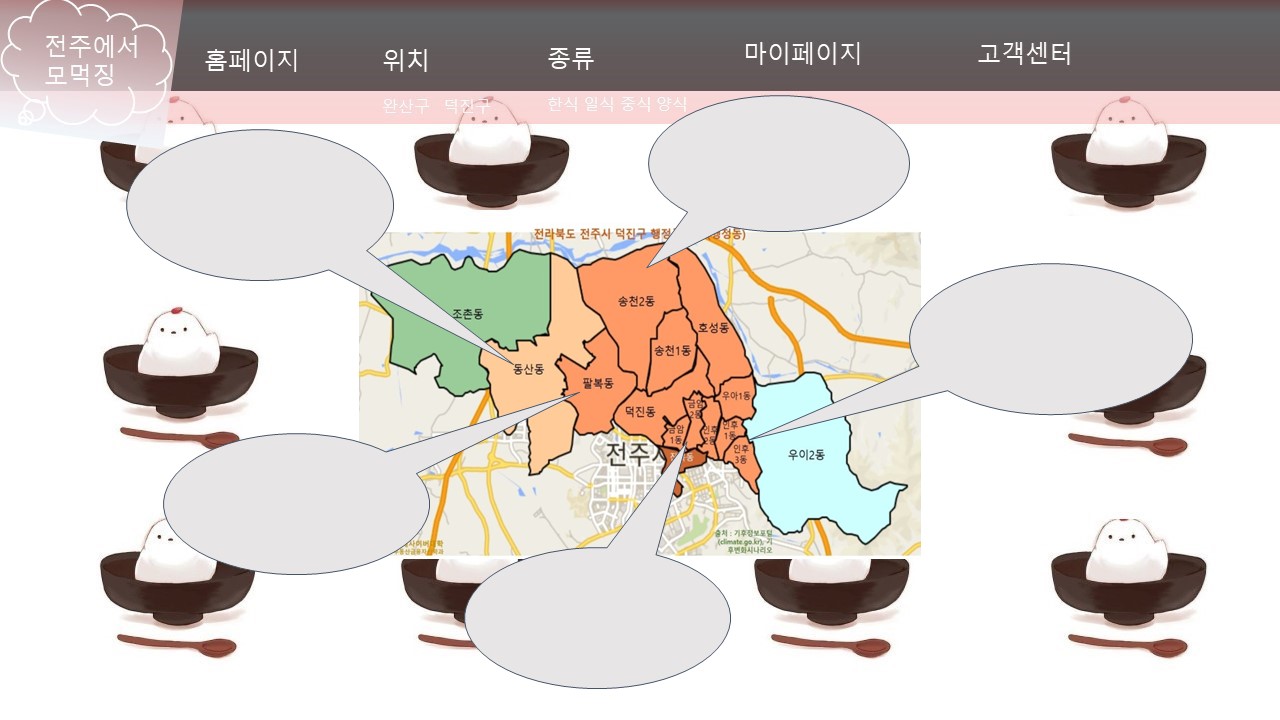 전주에서
모먹징
홈페이지 위치 종류 마이페이지 고객센터
완산구 덕진구 한식 일식 중식 양식
전라북도 전주시 덕진구
송천2동
조촌동
호성동
송천1동
동산동
팔복동
우아1동
금암
2동
덕진동
금암
1동
인후
2동
인후
1동
인후
3동
전주시
우이2동
출처 : 기후정보포털
(climate.go.kr), 기
후변화시나리오